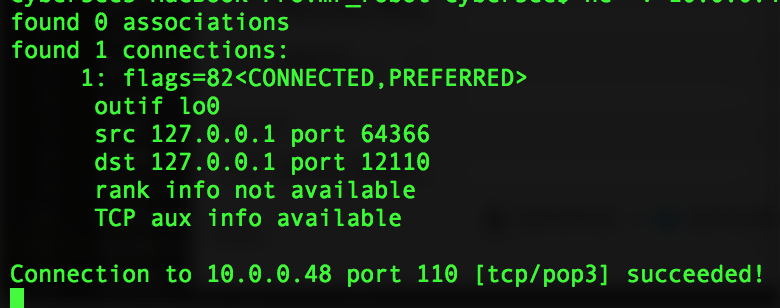 found 0 associations
found 1 connections:
1: flags=82<CONNECTED,PREFERRED>
outif lo0
src 127.0.0.1 port 64366
dst 127.0.0.1 port 12110
rank info not available
TCP aux info available
Connection to 10.0.0.48 port 110 [tcp/pop3] succeeded!